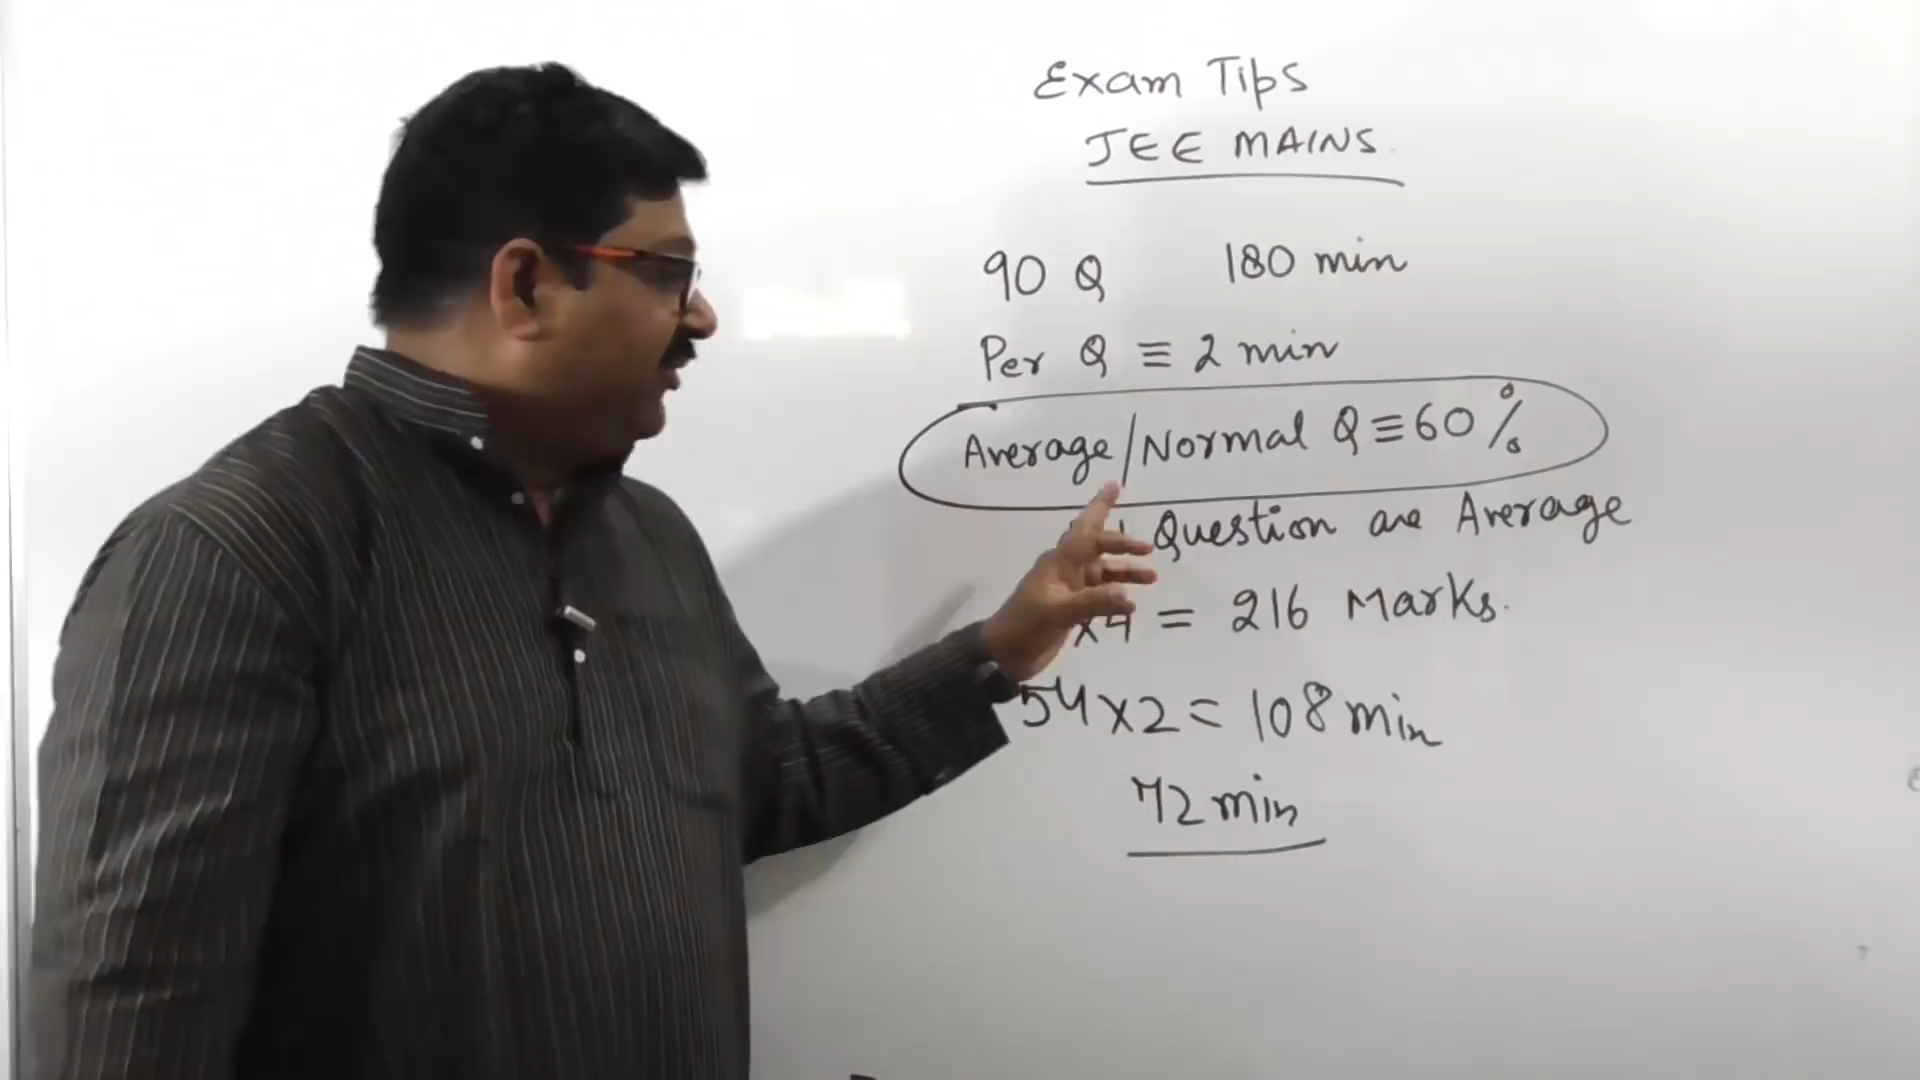 Exam Tips
JEE MAINS
90 Q 180 min
Per Q ≡ 2 min
Average/Normal Q ≡ 60%
Question are Average
x4 = 216 Marks.
54x2 = 108 min
72 min